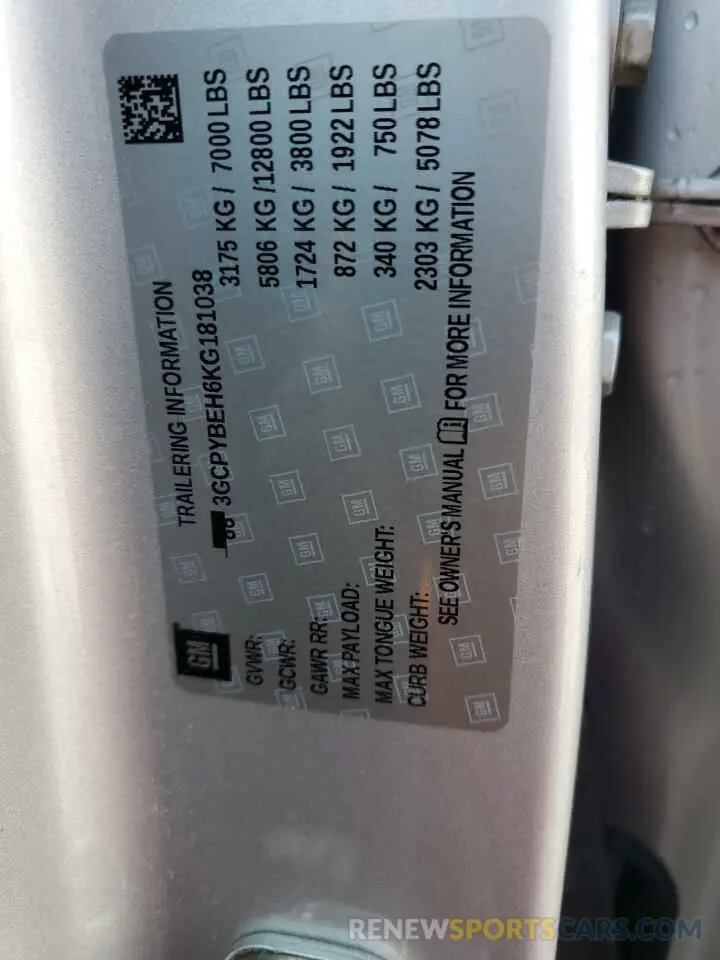 TRAILERING INFORMATION
3GCPYBEH6KG181038
GM
GVWR: 3175 KG / 7000 LBS
GCWR: 5806 KG /12800 LBS
GAWR RR: 1724 KG / 3800 LBS
MAX PAYLOAD: 872 KG / 1922 LBS
MAX TONGUE WEIGHT: 340 KG / 750 LBS
CURB WEIGHT: 2303 KG / 5078 LBS
SEE OWNER'S MANUAL FOR MORE INFORMATION
RENEWSPORTSCARS.COM